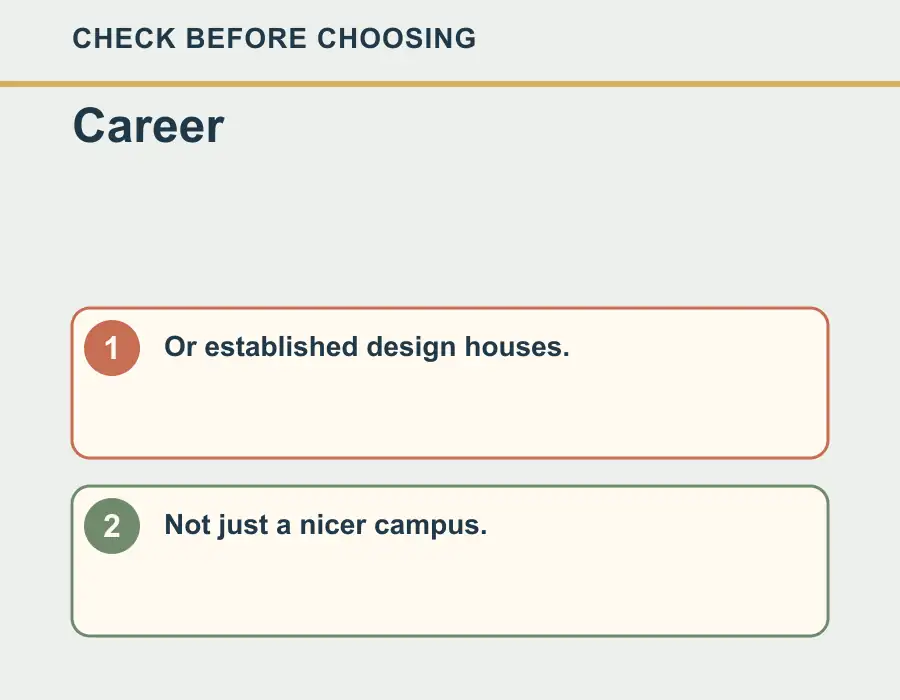 CHECK BEFORE CHOOSING
Career
1 Or established design houses.
2 Not just a nicer campus.